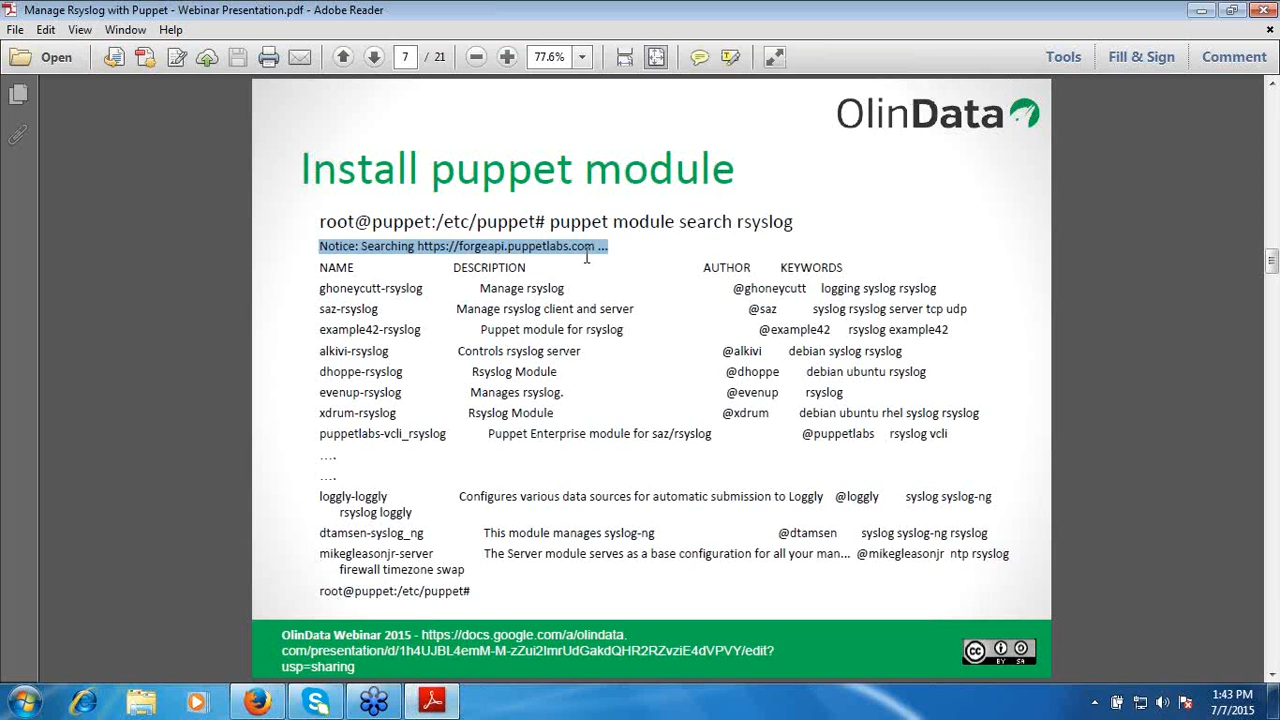 Manage Rsyslog with Puppet - Webinar Presentation.pdf - Adobe Reader
File Edit View Window Help
Open 7 / 21 77.6% Tools Fill & Sign Comment
OlinData
Install puppet module
root@puppet:/etc/puppet# puppet module search rsyslog
Notice: Searching https://forgeapi.puppetlabs.com ...
NAME DESCRIPTION AUTHOR KEYWORDS
ghoneycutt-rsyslog Manage rsyslog @ghoneycutt logging syslog rsyslog
saz-rsyslog Manage rsyslog client and server @saz syslog rsyslog server tcp udp
example42-rsyslog Puppet module for rsyslog @example42 rsyslog example42
alkivi-rsyslog Controls rsyslog server @alkivi debian syslog rsyslog
dhoppe-rsyslog Rsyslog Module @dhoppe debian ubuntu rsyslog
evenup-rsyslog Manages rsyslog. @evenup rsyslog
xdrum-rsyslog Rsyslog Module @xdrum debian ubuntu rhel syslog rsyslog
puppetlabs-vcli_rsyslog Puppet Enterprise module for saz/rsyslog @puppetlabs rsyslog vcli
....
....
loggly-loggly Configures various data sources for automatic submission to Loggly @loggly syslog syslog-ng
rsyslog loggly
dtamsen-syslog_ng This module manages syslog-ng @dtamsen syslog syslog-ng rsyslog
mikegleasonjr-server The Server module serves as a base configuration for all your man... @mikegleasonjr ntp rsyslog
firewall timezone swap
root@puppet:/etc/puppet#
OlinData Webinar 2015 - https://docs.google.com/a/olindata.
com/presentation/d/1h4UJBL4emM-M-zZui2ImrUdGakdQHR2RZvziE4dVPVY/edit?
usp=sharing
cc BY SA
1:43 PM
7/7/2015